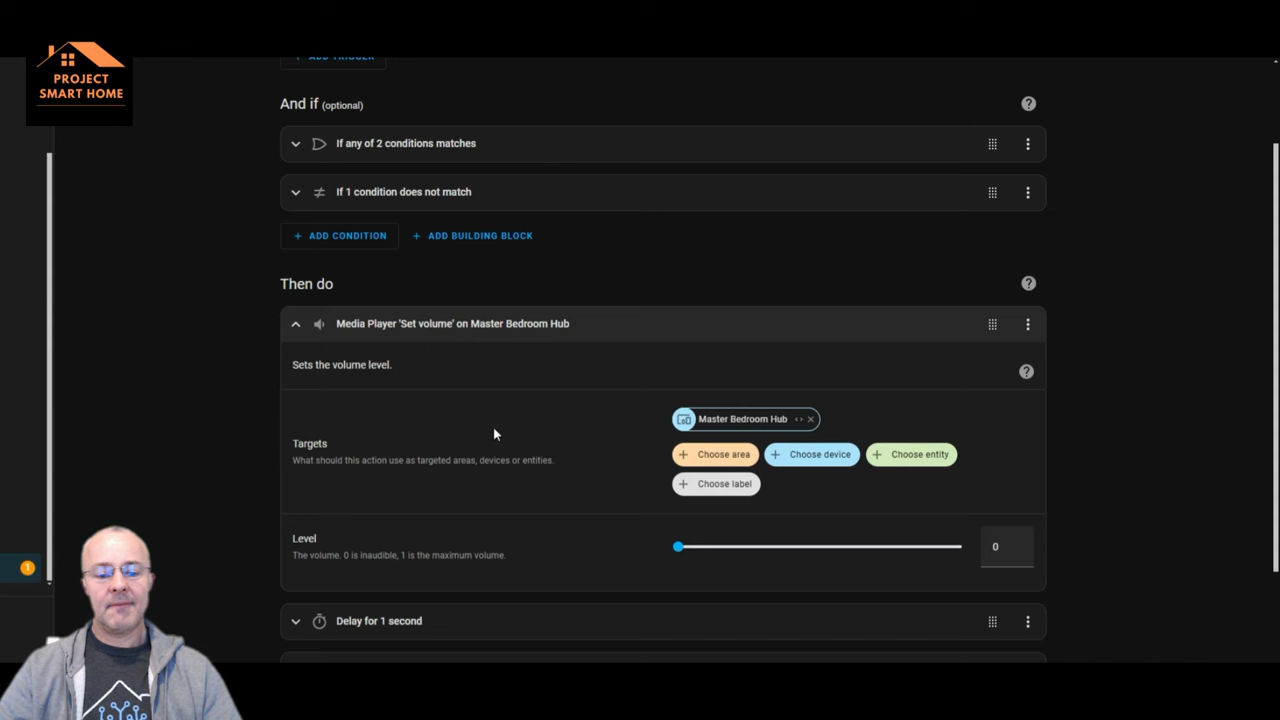 PROJECT
SMART HOME
ADD TRIGGER
And if (optional)
If any of 2 conditions matches
If 1 condition does not match
+ ADD CONDITION + ADD BUILDING BLOCK
Then do
Media Player 'Set volume' on Master Bedroom Hub
Sets the volume level.
Master Bedroom Hub
Targets
What should this action use as targeted areas, devices or entities.
+ Choose area + Choose device + Choose entity
+ Choose label
Level
The volume. 0 is inaudible, 1 is the maximum volume.
0
1
Delay for 1 second